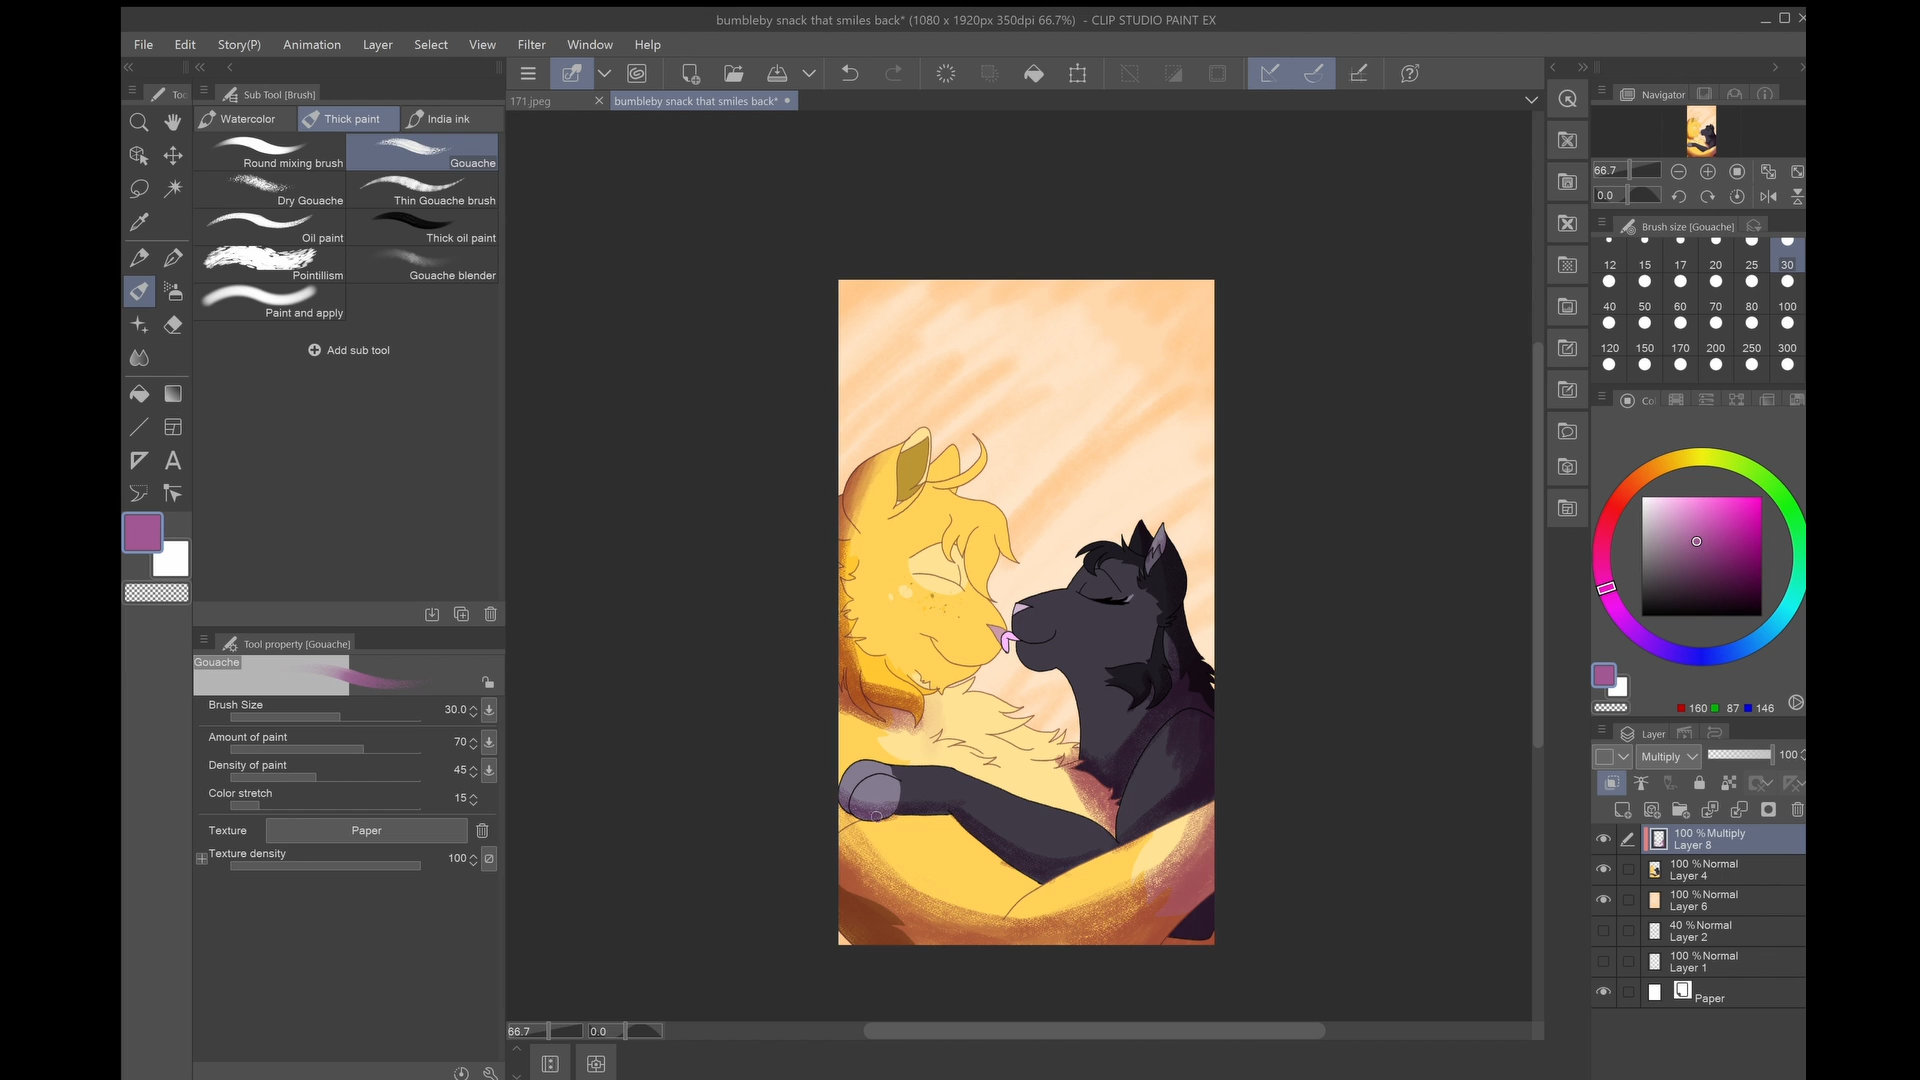 bumbleby snack that smiles back* (1080 x 1920px 350dpi 66.7%) - CLIP STUDIO PAINT EX
File Edit Story(P) Animation Layer Select View Filter Window Help
171.jpeg
bumbleby snack that smiles back*
Too
Sub Tool [Brush]
Watercolor Thick paint India ink
Round mixing brush Gouache
Dry Gouache Thin Gouache brush
Oil paint Thick oil paint
Pointillism Gouache blender
Paint and apply
Add sub tool
Tool property [Gouache]
Gouache
Brush Size 30.0
Amount of paint 70
Density of paint 45
Color stretch 15
Texture Paper
Texture density 100
66.7 0.0
Navigator
66.7
0.0
Brush size [Gouache]
12 15 17 20 25 30
40 50 60 70 80 100
120 150 170 200 250 300
Co
160 87 146
Layer
Multiply 100
100 %Multiply
Layer 8
100 %Normal
Layer 4
100 %Normal
Layer 6
40 %Normal
Layer 2
100 %Normal
Layer 1
Paper